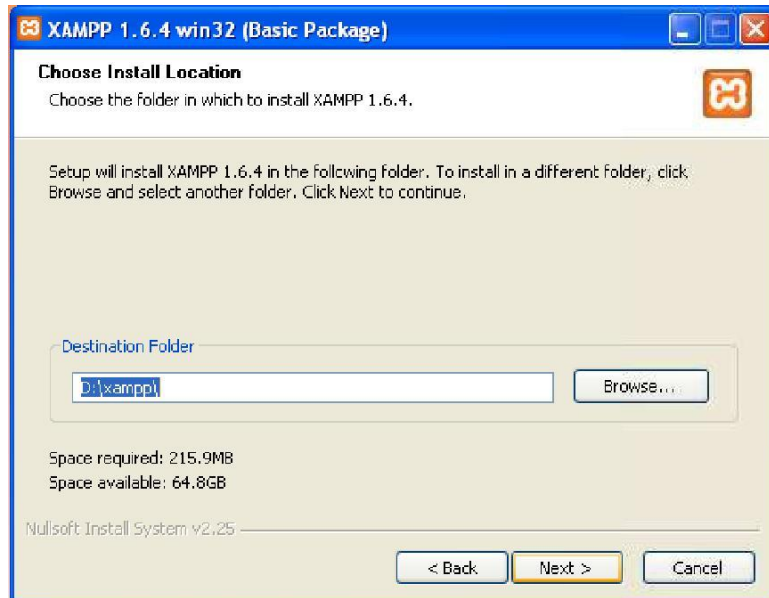 XAMPP 1.6.4 win32 (Basic Package)
Choose Install Location
Choose the folder in which to install XAMPP 1.6.4.
Setup will install XAMPP 1.6.4 in the following folder. To install in a different folder, click
Browse and select another folder. Click Next to continue.
Destination Folder
D:\xampp\
Browse...
Space required: 215.9MB
Space available: 64.8GB
Nullsoft Install System v2.25
< Back
Next >
Cancel